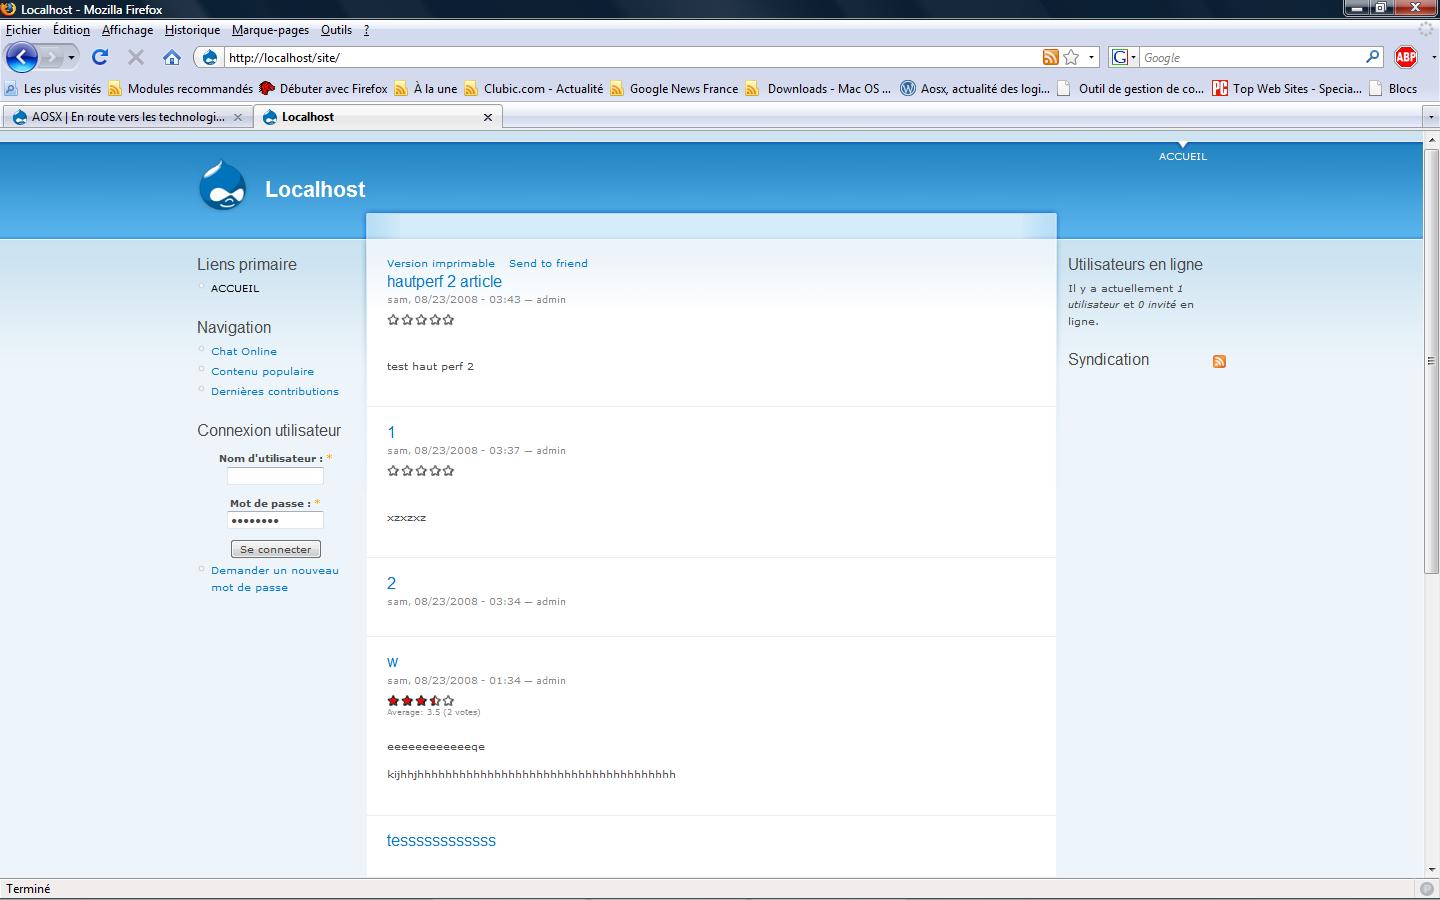 Localhost - Mozilla Firefox
Fichier Édition Affichage Historique Marque-pages Outils ?
http://localhost/site/ G Google ABP
Les plus visités Modules recommandés Débuter avec Firefox À la une Clubic.com - Actualité Google News France Downloads - Mac OS ... Aosx, actualité des logi... Outil de gestion de co... PC Top Web Sites - Specia... Blocs
AOSX | En route vers les technologi... Localhost
ACCUEIL
Localhost
Liens primaire
ACCUEIL
Navigation
Chat Online
Contenu populaire
Dernières contributions
Connexion utilisateur
Nom d'utilisateur : *
Mot de passe : *
••••••••
Se connecter
Demander un nouveau
mot de passe
Version imprimable Send to friend
hautperf 2 article
sam, 08/23/2008 - 03:43 — admin
test haut perf 2
1
sam, 08/23/2008 - 03:37 — admin
xzxzxz
2
sam, 08/23/2008 - 03:34 — admin
w
sam, 08/23/2008 - 01:34 — admin
Average: 3.5 (2 votes)
eeeeeeeeeeeeqe
kijhhjhhhhhhhhhhhhhhhhhhhhhhhhhhhhhhhhhhhhh
tesssssssssssss
Utilisateurs en ligne
Il y a actuellement 1
utilisateur et 0 invité en
ligne.
Syndication
Terminé